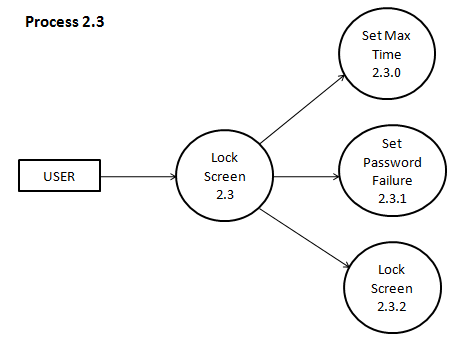 Process 2.3
Set Max
Time
2.3.0
USER
Lock
Screen
2.3
Set
Password
Failure
2.3.1
Lock
Screen
2.3.2